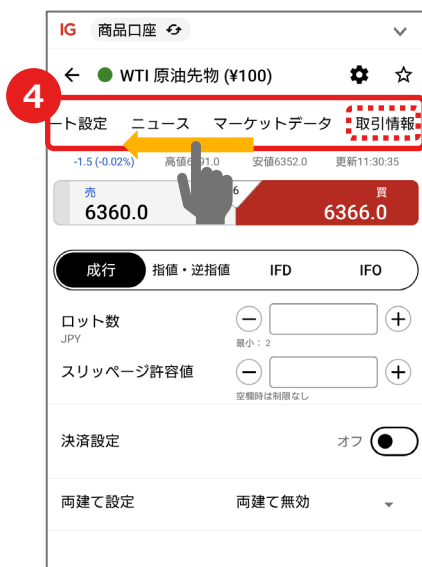 IG 商品口座
WTI 原油先物 (¥100)
4
ート設定 ニュース マーケットデータ 取引情報
-1.5 (-0.02%) 高値6 91.0 安値6352.0 更新11:30:35
売 6 買
6360.0 6366.0
成行 指値・逆指値 IFD IFO
ロット数
JPY
最小：2
スリッページ許容値
空欄時は制限なし
決済設定 オフ
両建て設定 両建て無効